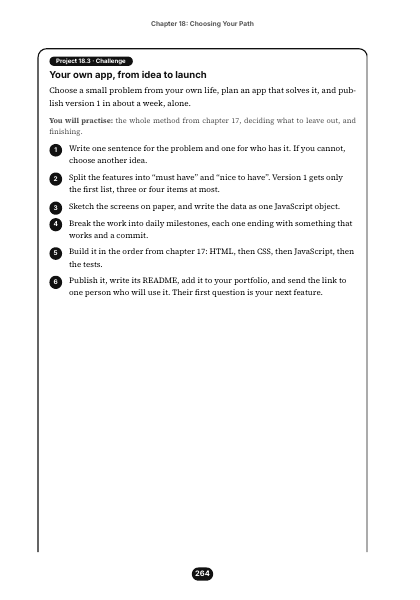 Chapter 18: Choosing Your Path
Project 18.3 · Challenge
Your own app, from idea to launch
Choose a small problem from your own life, plan an app that solves it, and pub-
lish version 1 in about a week, alone.
You will practise: the whole method from chapter 17, deciding what to leave out, and
finishing.
1 Write one sentence for the problem and one for who has it. If you cannot,
choose another idea.
2 Split the features into “must have” and “nice to have”. Version 1 gets only
the first list, three or four items at most.
3 Sketch the screens on paper, and write the data as one JavaScript object.
4 Break the work into daily milestones, each one ending with something that
works and a commit.
5 Build it in the order from chapter 17: HTML, then CSS, then JavaScript, then
the tests.
6 Publish it, write its README, add it to your portfolio, and send the link to
one person who will use it. Their first question is your next feature.
264